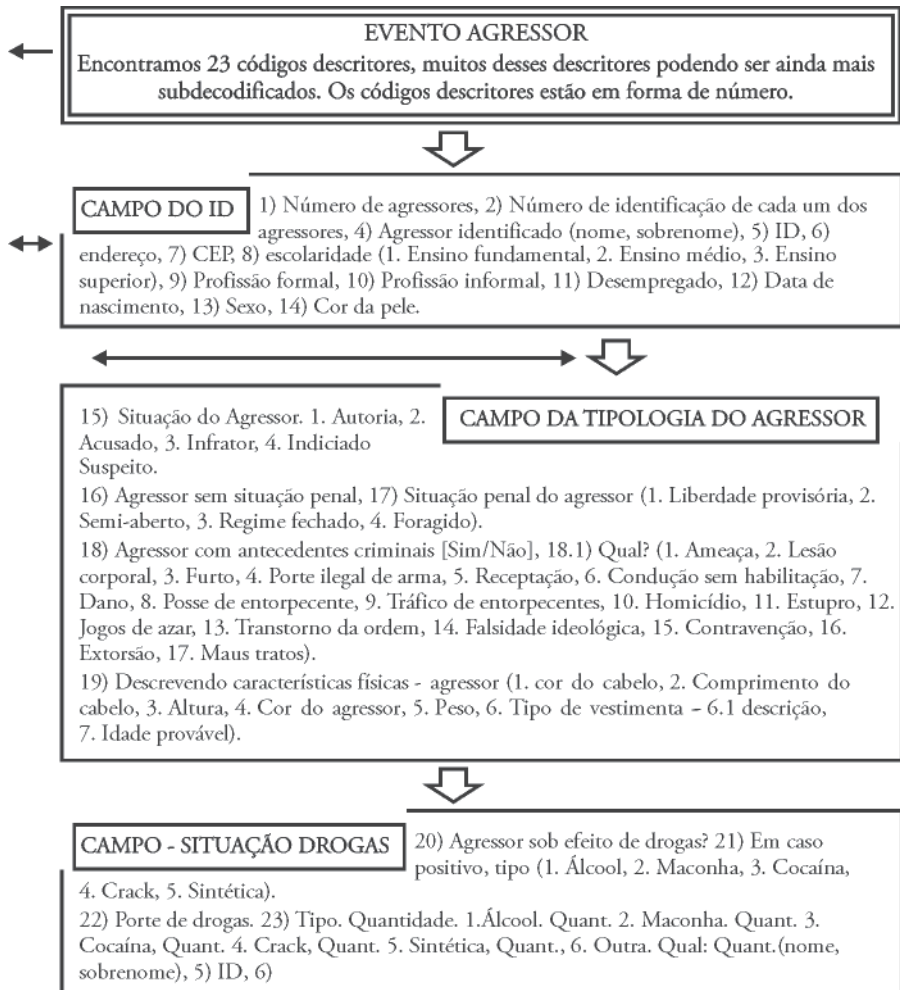 EVENTO AGRESSOR
Encontramos 23 códigos descritores, muitos desses descritores podendo ser ainda mais
subdecodificados. Os códigos descritores estão em forma de número.
CAMPO DO ID
1) Número de agressores, 2) Número de identificação de cada um dos
agressores, 4) Agressor identificado (nome, sobrenome), 5) ID, 6)
endereço, 7) CEP, 8) escolaridade (1. Ensino fundamental, 2. Ensino médio, 3. Ensino
superior), 9) Profissão formal, 10) Profissão informal, 11) Desempregado, 12) Data de
nascimento, 13) Sexo, 14) Cor da pele.
CAMPO DA TIPOLOGIA DO AGRESSOR
15) Situação do Agressor. 1. Autoria, 2.
Acusado, 3. Infrator, 4. Indiciado
Suspeito.
16) Agressor sem situação penal, 17) Situação penal do agressor (1. Liberdade provisória, 2.
Semi-aberto, 3. Regime fechado, 4. Foragido).
18) Agressor com antecedentes criminais [Sim/Não], 18.1) Qual? (1. Ameaça, 2. Lesão
corporal, 3. Furto, 4. Porte ilegal de arma, 5. Receptação, 6. Condução sem habilitação, 7.
Dano, 8. Posse de entorpecente, 9. Tráfico de entorpecentes, 10. Homicídio, 11. Estupro, 12.
Jogos de azar, 13. Transtorno da ordem, 14. Falsidade ideológica, 15. Contravenção, 16.
Extorsão, 17. Maus tratos).
19) Descrevendo características físicas - agressor (1. cor do cabelo, 2. Comprimento do
cabelo, 3. Altura, 4. Cor do agressor, 5. Peso, 6. Tipo de vestimenta – 6.1 descrição,
7. Idade provável).
CAMPO - SITUAÇÃO DROGAS
20) Agressor sob efeito de drogas? 21) Em caso
positivo, tipo (1. Álcool, 2. Maconha, 3. Cocaína,
4. Crack, 5. Sintética).
22) Porte de drogas. 23) Tipo. Quantidade. 1.Álcool. Quant. 2. Maconha. Quant. 3.
Cocaína, Quant. 4. Crack, Quant. 5. Sintética, Quant., 6. Outra. Qual: Quant.(nome,
sobrenome), 5) ID, 6)